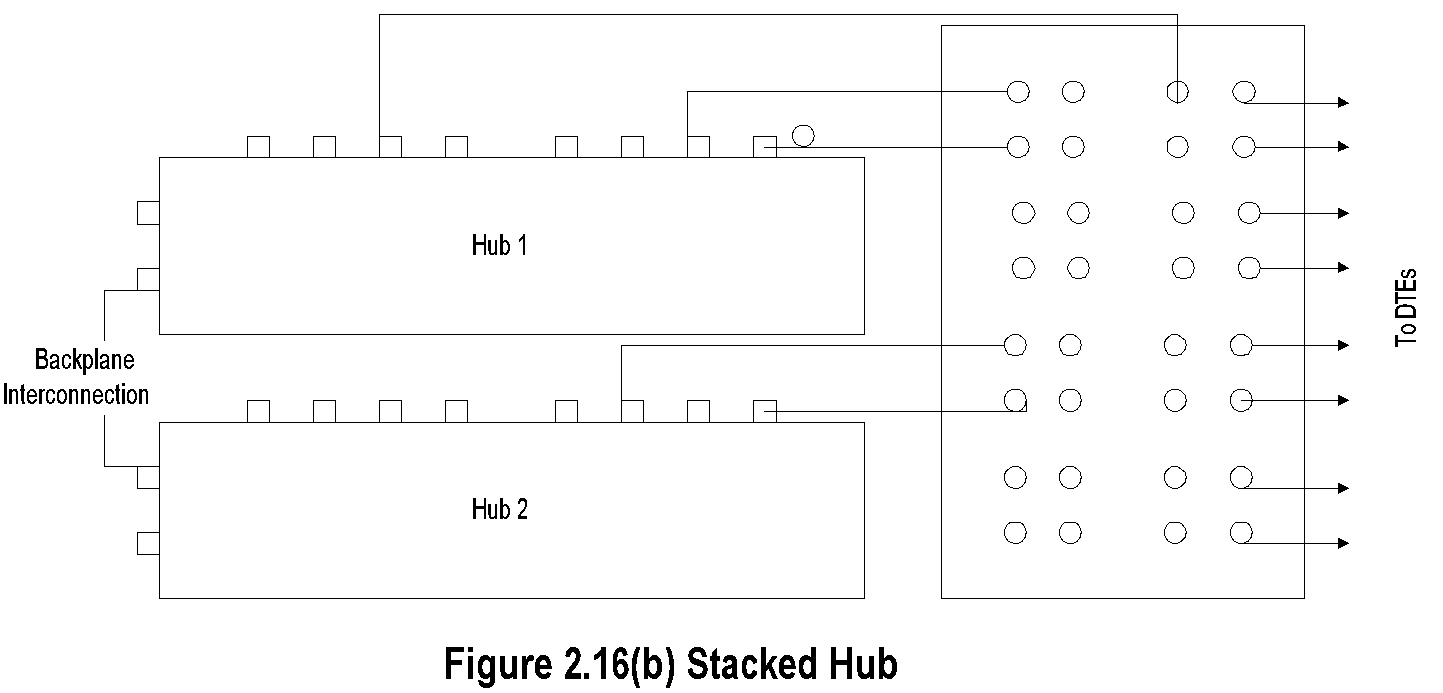 Hub 1
To DTEs
Backplane
Interconnection
Hub 2
Figure 2.16(b) Stacked Hub